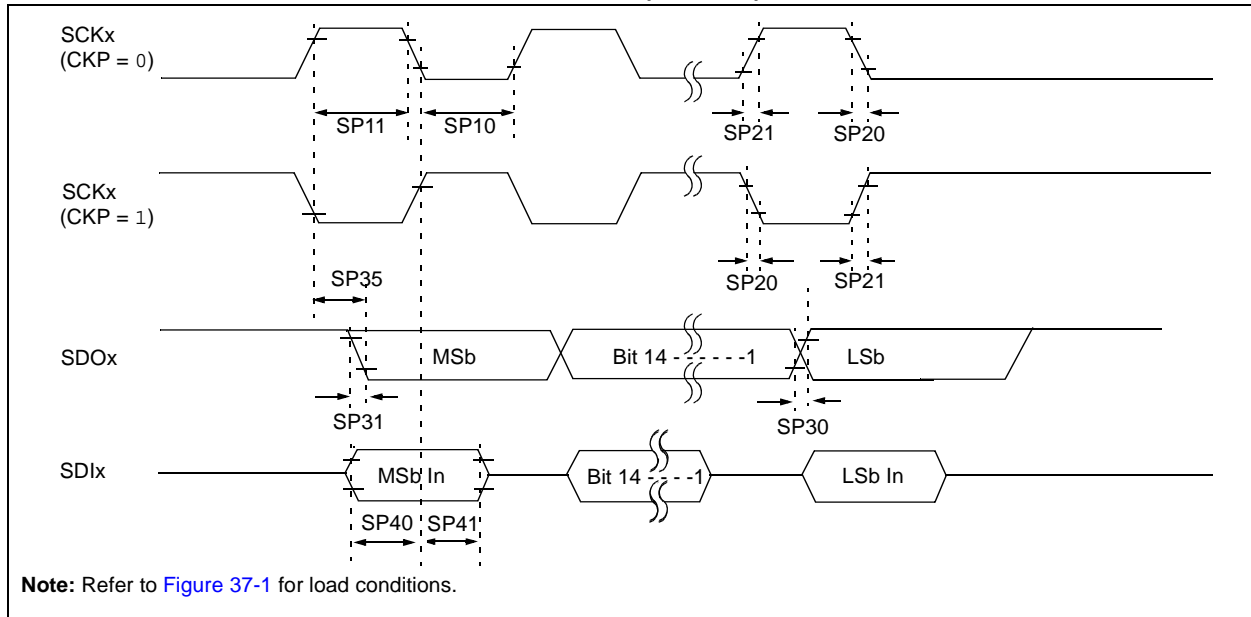 SCKx
(CKP = 0)
SP11
SP10
SP21
SP20
SCKx
(CKP = 1)
SP35
SP20
SP21
SDOx
MSb
Bit 14 - - - - - -1
LSb
SP31
SP30
SDIx
MSb In
Bit 14 - - - - -1
LSb In
SP40
SP41
Note: Refer to Figure 37-1 for load conditions.